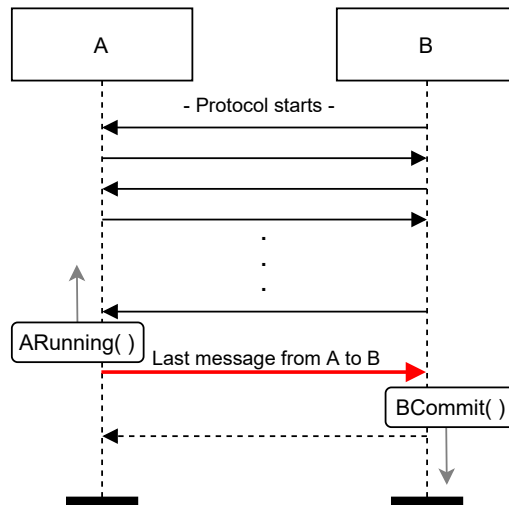 A
B
- Protocol starts -
.
.
.
ARunning( )
Last message from A to B
BCommit( )